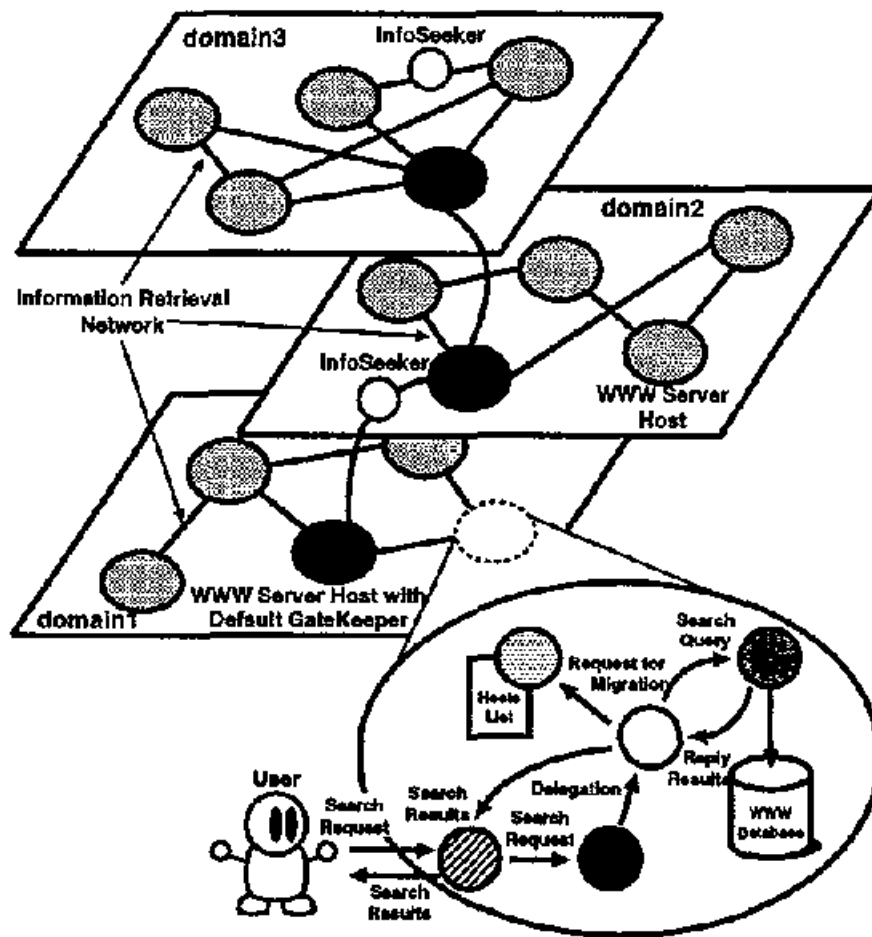 domain3
InfoSeeker
domain2
Information Retrieval
Network
InfoSeeker
WWW Server
Host
WWW Server Host with
Default GateKeeper
domain1
Search
Query
Request for
Migration
Hosts
List
Reply
Results
WWW
Database
Delegation
User
Search
Request
Search
Results
Search
Request
Search
Results